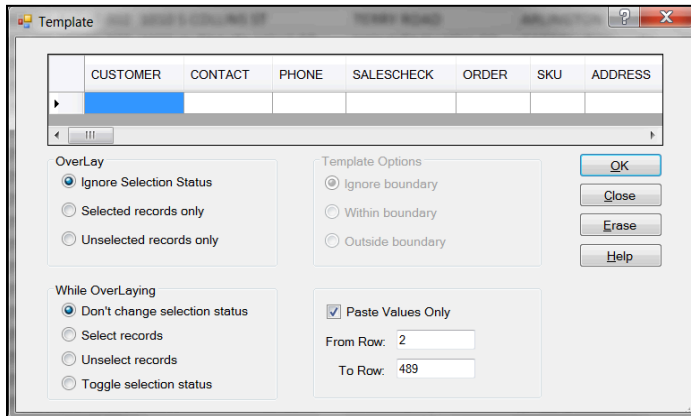 Template
CUSTOMER CONTACT PHONE SALESCHECK ORDER SKU ADDRESS
OverLay
Ignore Selection Status
Selected records only
Unselected records only
Template Options
Ignore boundary
Within boundary
Outside boundary
OK
Close
Erase
Help
While OverLaying
Don't change selection status
Select records
Unselect records
Toggle selection status
Paste Values Only
From Row: 2
To Row: 489